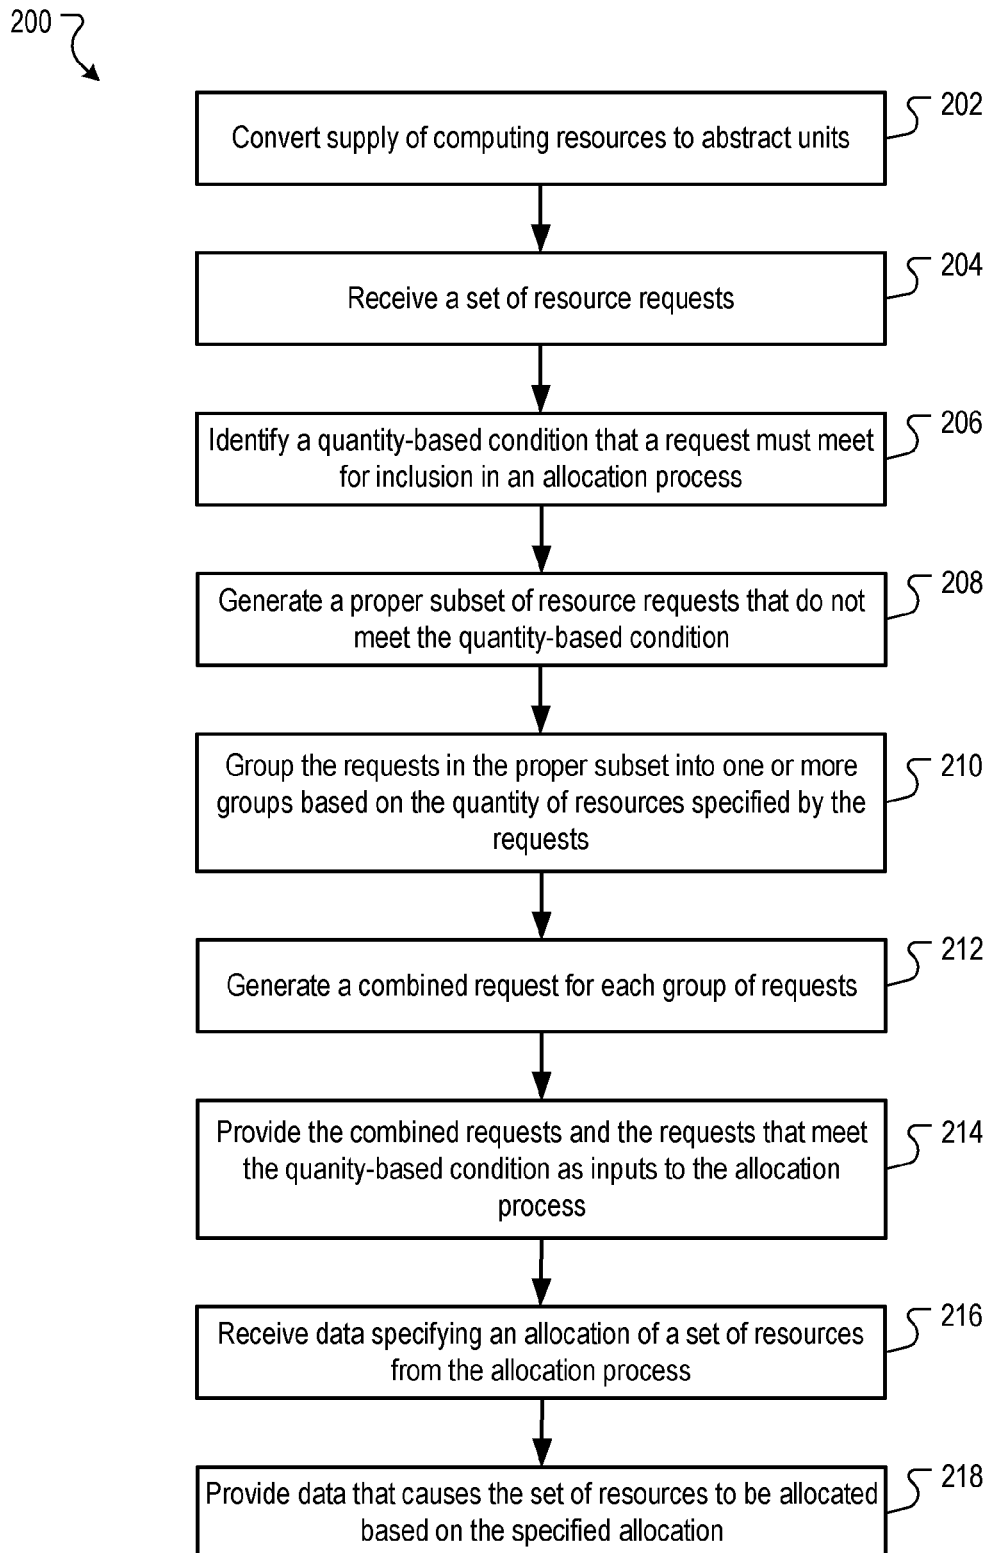 200
202
Convert supply of computing resources to abstract units
204
Receive a set of resource requests
206
Identify a quantity-based condition that a request must meet
for inclusion in an allocation process
208
Generate a proper subset of resource requests that do not
meet the quantity-based condition
210
Group the requests in the proper subset into one or more
groups based on the quantity of resources specified by the
requests
212
Generate a combined request for each group of requests
214
Provide the combined requests and the requests that meet
the quanity-based condition as inputs to the allocation
process
216
Receive data specifying an allocation of a set of resources
from the allocation process
218
Provide data that causes the set of resources to be allocated
based on the specified allocation